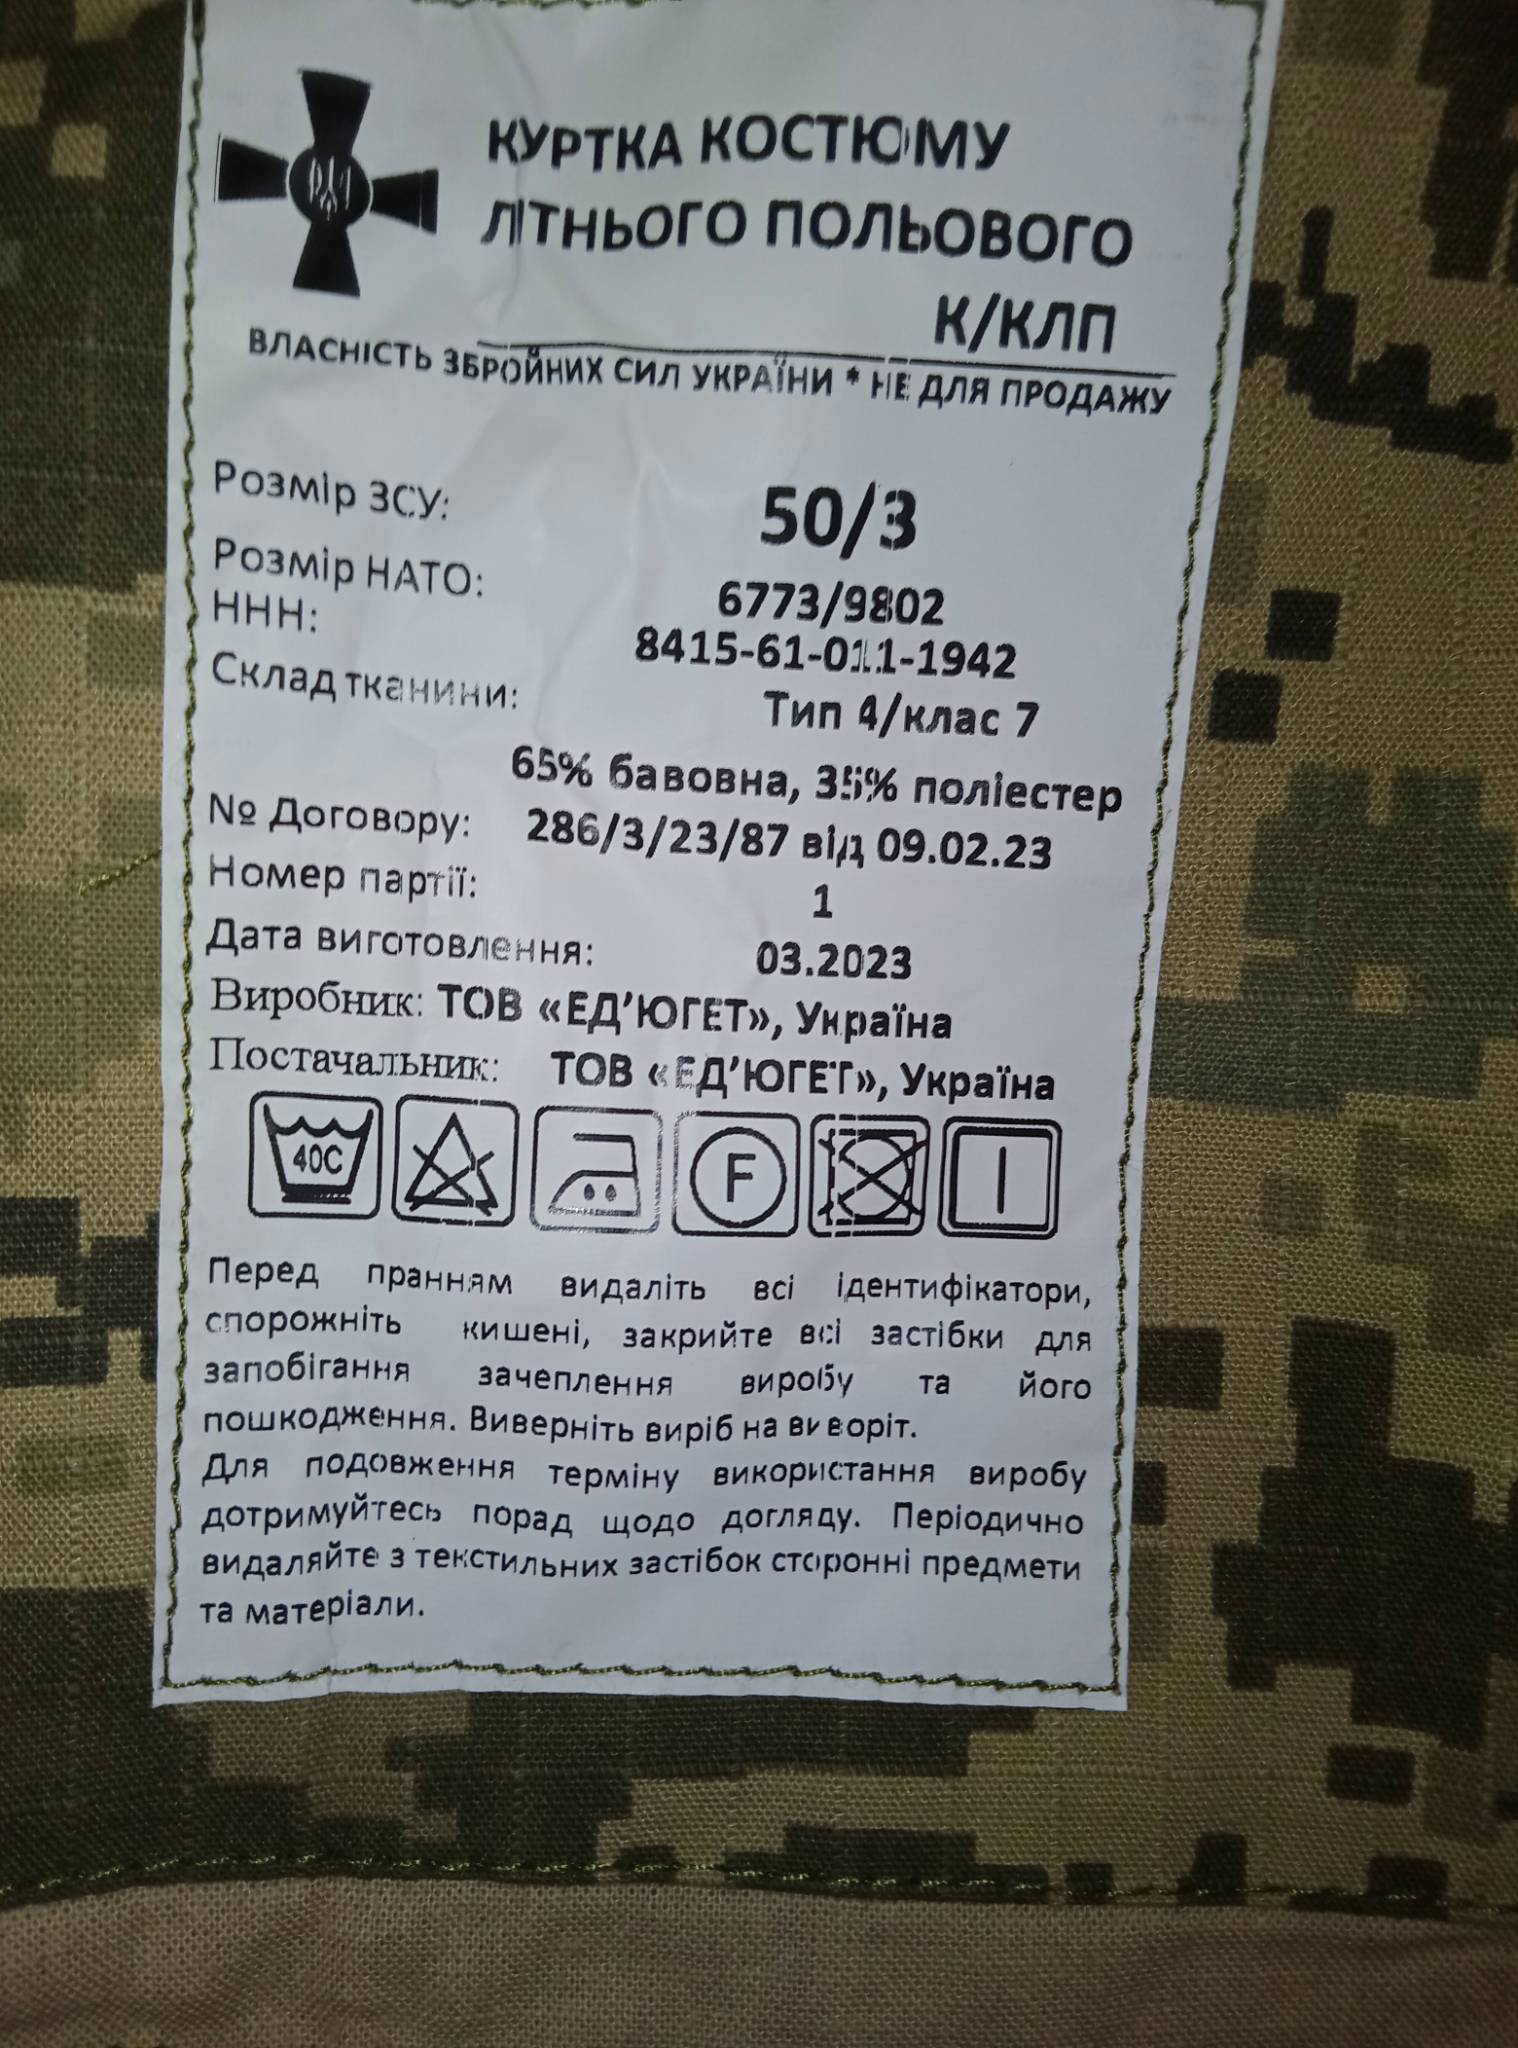 КУРТКА КОСТЮМУ
ЛІТНЬОГО ПОЛЬОВОГО
К/КЛП
ВЛАСНІСТЬ ЗБРОЙНИХ СИЛ УКРАЇНИ * НЕ ДЛЯ ПРОДАЖУ
Розмір ЗСУ: 50/3
Розмір НАТО: 6773/9802
ННН: 8415-61-011-1942
Склад тканини: Тип 4/клас 7
65% бавовна, 35% поліестер
№ Договору: 286/3/23/87 від 09.02.23
Номер партії: 1
Дата виготовлення: 03.2023
Виробник: ТОВ «ЕД’ЮГЕТ», Україна
Постачальник: ТОВ «ЕД’ЮГЕТ», Україна
40С F
Перед пранням видаліть всі ідентифікатори,
спорожніть кишені, закрийте всі застібки для
запобігання зачеплення виробу та його
пошкодження. Виверніть виріб на виворіт.
Для подовження терміну використання виробу
дотримуйтесь порад щодо догляду. Періодично
видаляйте з текстильних застібок сторонні предмети
та матеріали.